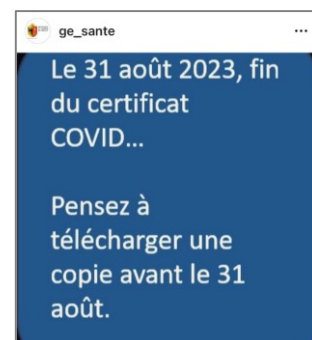 ge_sante
Le 31 août 2023, fin
du certificat
COVID...
Pensez à
télécharger une
copie avant le 31
août.